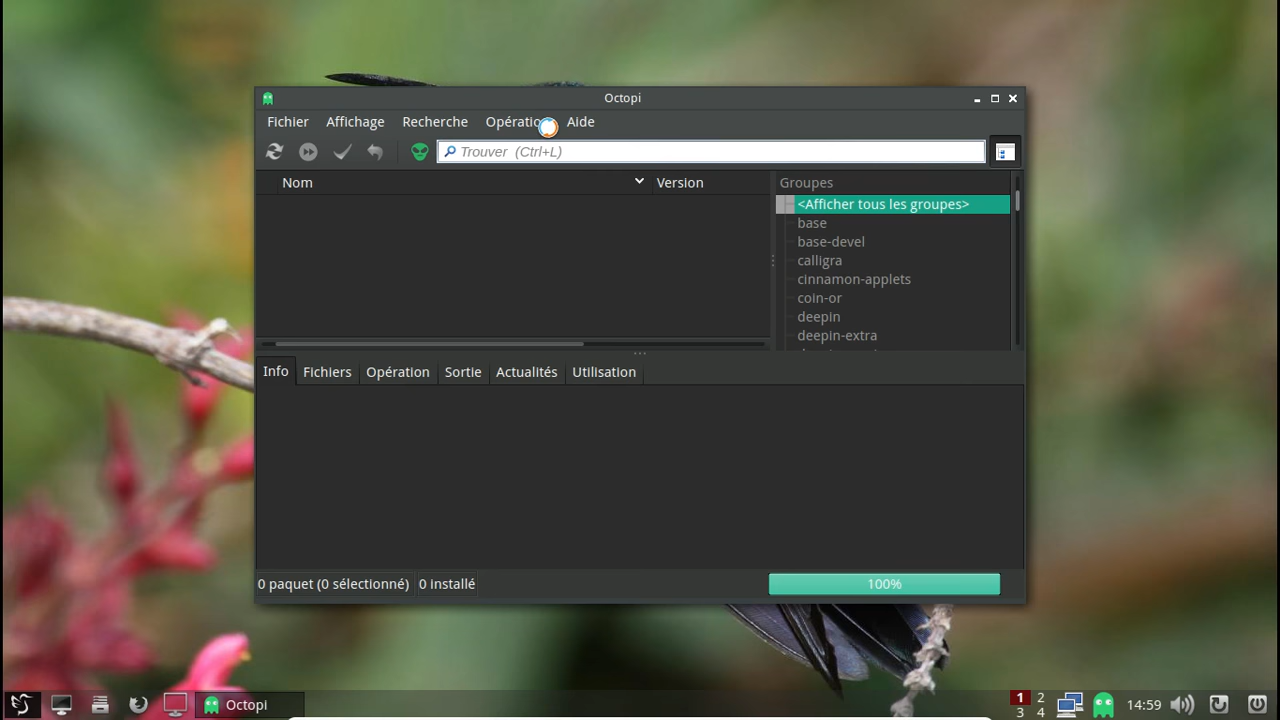 Octopi
Fichier Affichage Recherche Opération Aide
Trouver (Ctrl+L)
Nom Version Groupes
<Afficher tous les groupes>
base
base-devel
calligra
cinnamon-applets
coin-or
deepin
deepin-extra
Info Fichiers Opération Sortie Actualités Utilisation
0 paquet (0 sélectionné) 0 installé 100%
Octopi 1 2 3 4 14:59